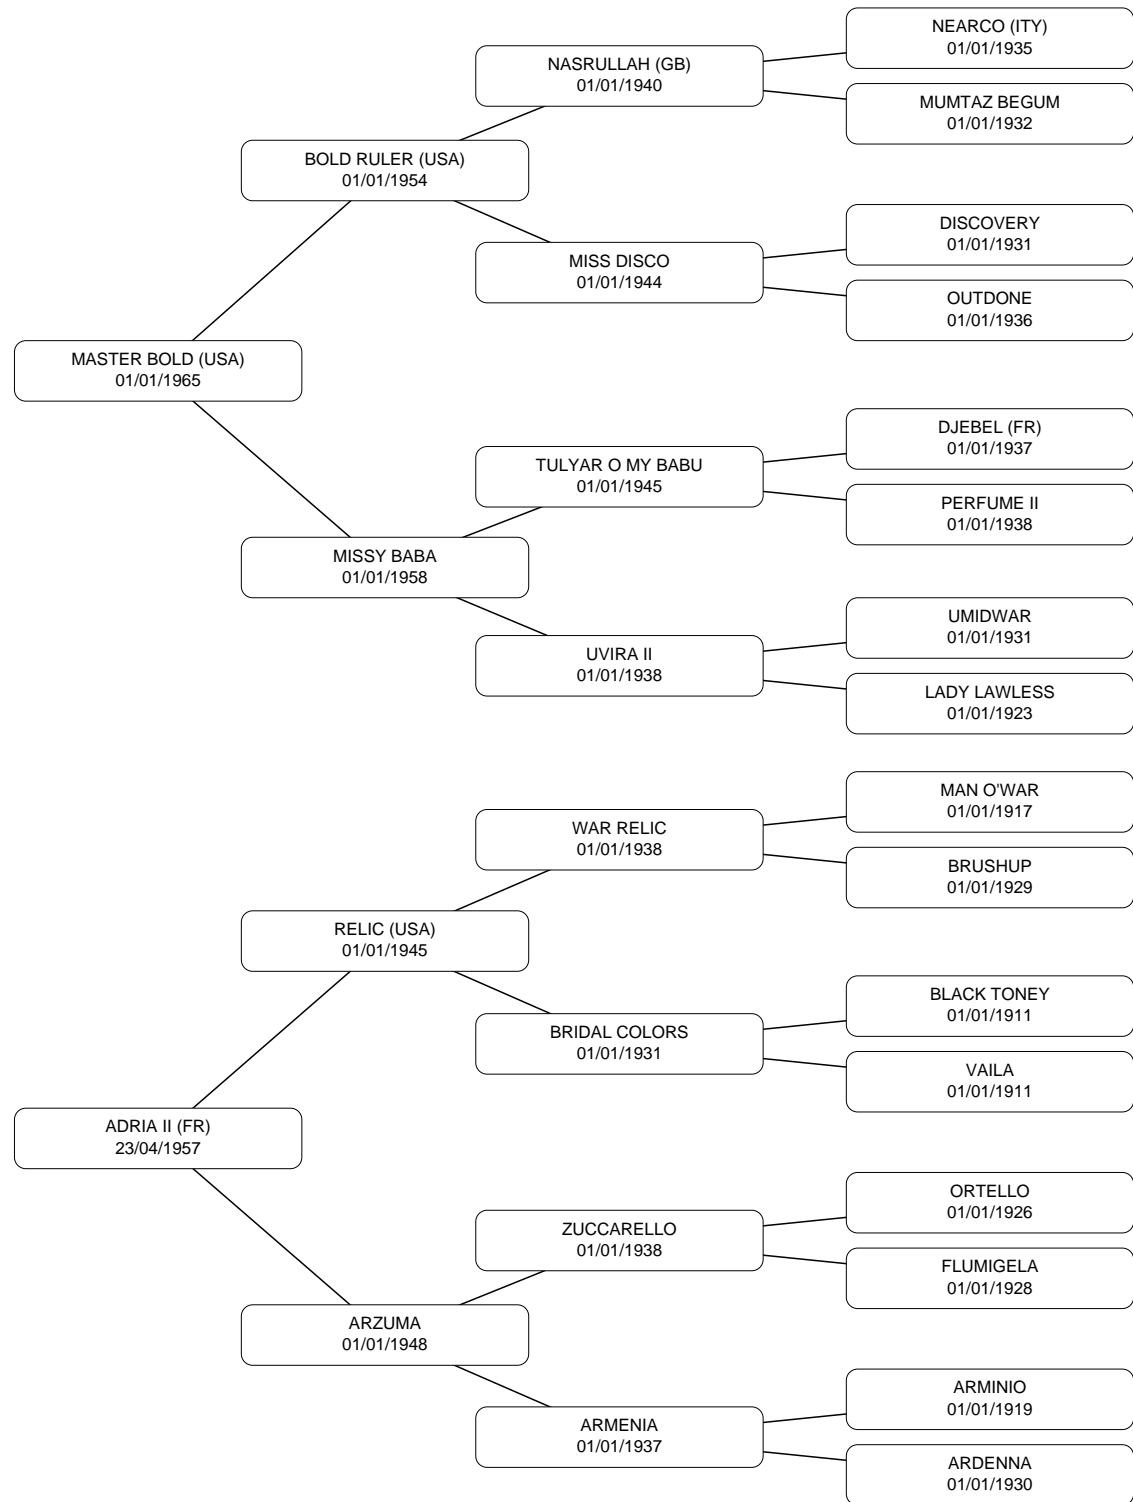 NEARCO (ITY)
01/01/1935
NASRULLAH (GB)
01/01/1940
MUMTAZ BEGUM
01/01/1932
BOLD RULER (USA)
01/01/1954
DISCOVERY
01/01/1931
MISS DISCO
01/01/1944
OUTDONE
01/01/1936
MASTER BOLD (USA)
01/01/1965
DJEBEL (FR)
01/01/1937
TULYAR O MY BABU
01/01/1945
PERFUME II
01/01/1938
MISSY BABA
01/01/1958
UMIDWAR
01/01/1931
UVIRA II
01/01/1938
LADY LAWLESS
01/01/1923
MAN O'WAR
01/01/1917
WAR RELIC
01/01/1938
BRUSHUP
01/01/1929
RELIC (USA)
01/01/1945
BLACK TONEY
01/01/1911
BRIDAL COLORS
01/01/1931
VAILA
01/01/1911
ADRIA II (FR)
23/04/1957
ORTELLO
01/01/1926
ZUCCARELLO
01/01/1938
FLUMIGELA
01/01/1928
ARZUMA
01/01/1948
ARMINIO
01/01/1919
ARMENIA
01/01/1937
ARDENNA
01/01/1930